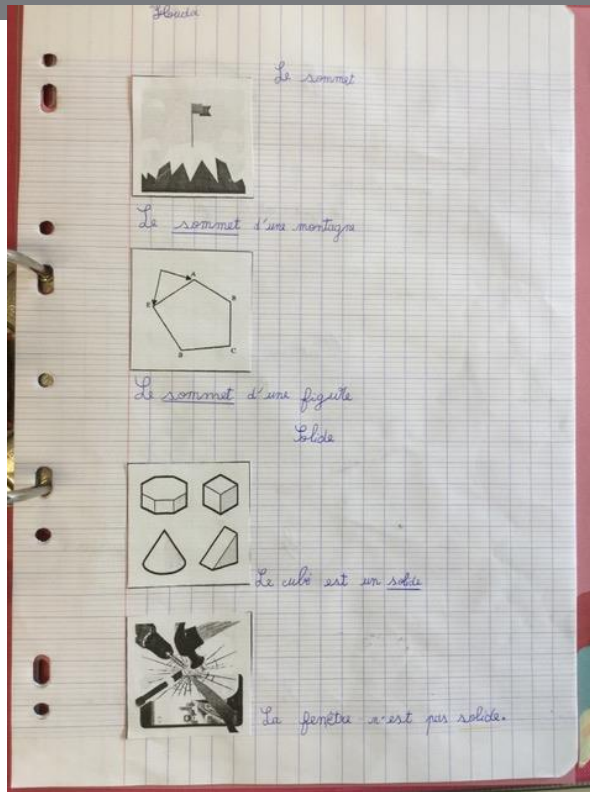 Le sommet
Le sommet d'une montagne
A
E
B
D
C
Le sommet d'une figure
Solide
Le cube est un solide
La fenêtre n'est pas solide.